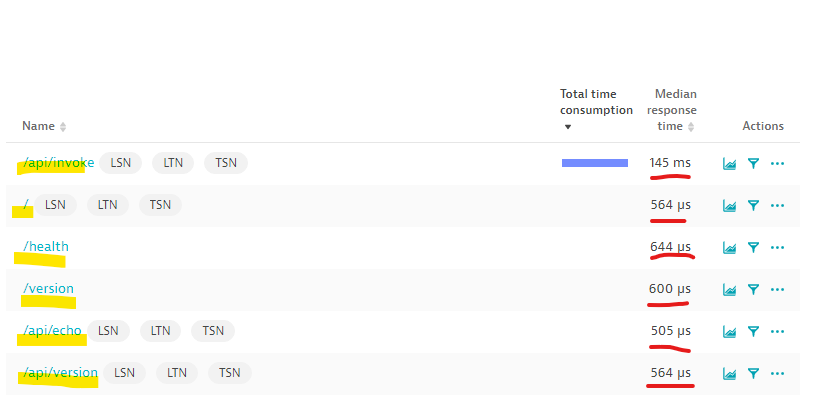 Name Total time consumption Median response time Actions
/api/invoke LSN LTN TSN 145 ms
/ LSN LTN TSN 564 µs
/health 644 µs
/version 600 µs
/api/echo LSN LTN TSN 505 µs
/api/version LSN LTN TSN 564 µs